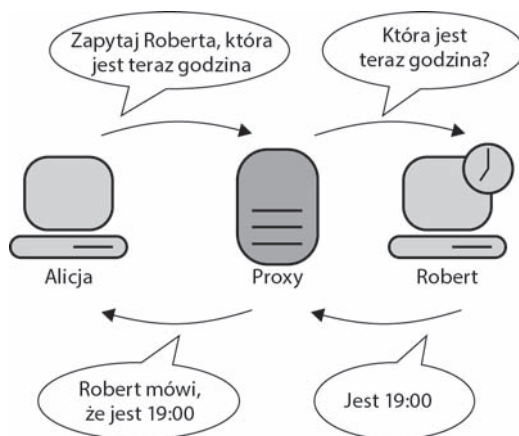 Zapytaj Roberta, która
jest teraz godzina
Która jest
teraz godzina?
Alicja
Proxy
Robert
Robert mówi,
że jest 19:00
Jest 19:00